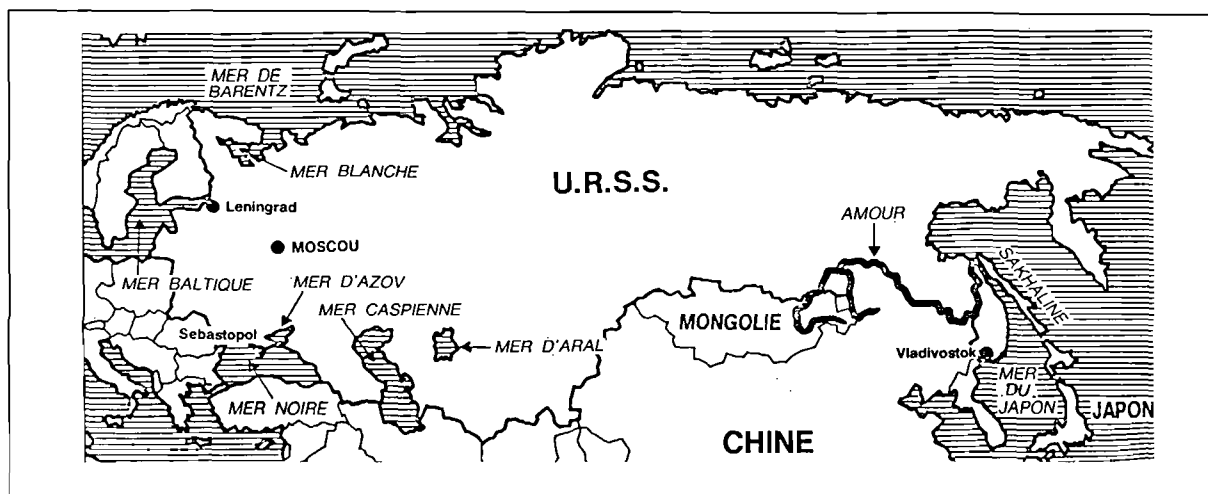 MER DE
BARENTZ
MER BLANCHE
U.R.S.S.
Leningrad
AMOUR
MOSCOU
SAKHALINE
MER BALTIQUE
MER D'AZOV
MER CASPIENNE
MONGOLIE
Sebastopol
MER D'ARAL
Vladivostok
MER
DU
JAPON
MER NOIRE
JAPON
CHINE